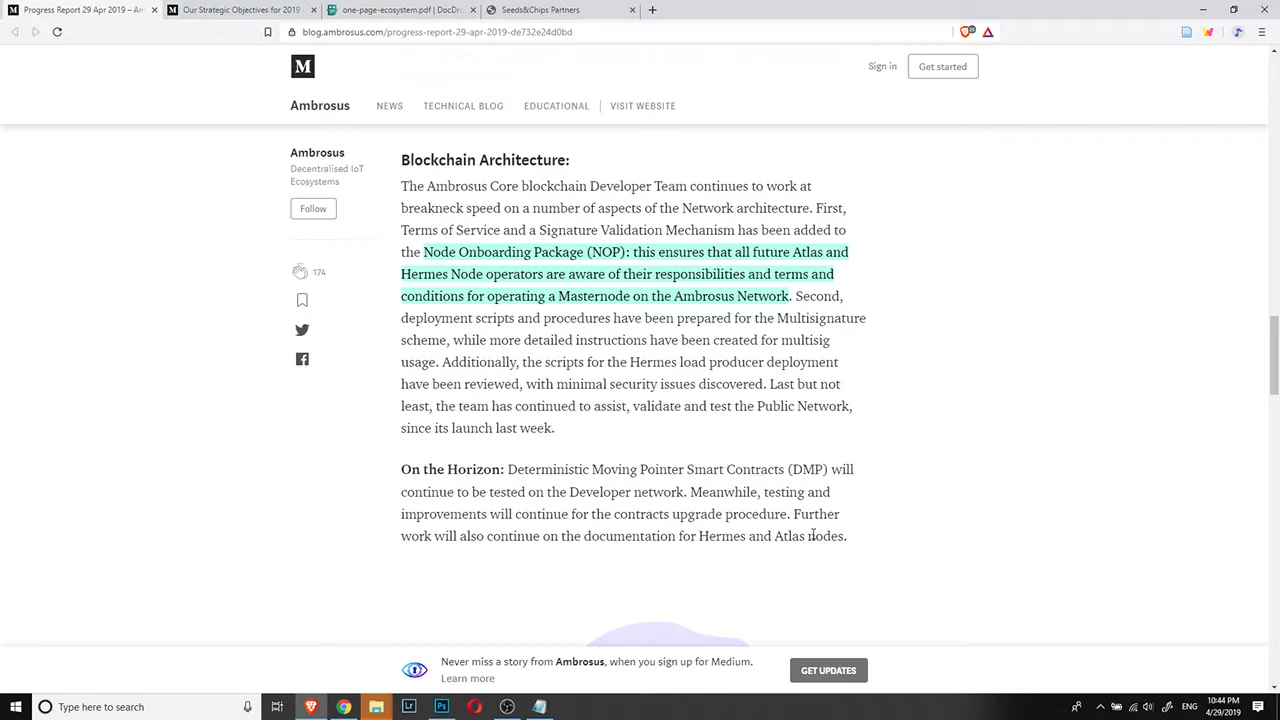 Progress Report 29 Apr 2019 – Am
Our Strategic Objectives for 2019
one-page-ecosystem.pdf | DocDro
Seeds&Chips Partners
blog.ambrosus.com/progress-report-29-apr-2019-de732e24d0bd
M
Sign in
Get started
Ambrosus
NEWS
TECHNICAL BLOG
EDUCATIONAL
VISIT WEBSITE
Ambrosus
Decentralised IoT
Ecosystems
Follow
174
Blockchain Architecture:
The Ambrosus Core blockchain Developer Team continues to work at
breakneck speed on a number of aspects of the Network architecture. First,
Terms of Service and a Signature Validation Mechanism has been added to
the Node Onboarding Package (NOP): this ensures that all future Atlas and
Hermes Node operators are aware of their responsibilities and terms and
conditions for operating a Masternode on the Ambrosus Network. Second,
deployment scripts and procedures have been prepared for the Multisignature
scheme, while more detailed instructions have been created for multisig
usage. Additionally, the scripts for the Hermes load producer deployment
have been reviewed, with minimal security issues discovered. Last but not
least, the team has continued to assist, validate and test the Public Network,
since its launch last week.
On the Horizon: Deterministic Moving Pointer Smart Contracts (DMP) will
continue to be tested on the Developer network. Meanwhile, testing and
improvements will continue for the contracts upgrade procedure. Further
work will also continue on the documentation for Hermes and Atlas nodes.
Never miss a story from Ambrosus, when you sign up for Medium.
Learn more
GET UPDATES
Type here to search
ENG
10:44 PM
4/29/2019